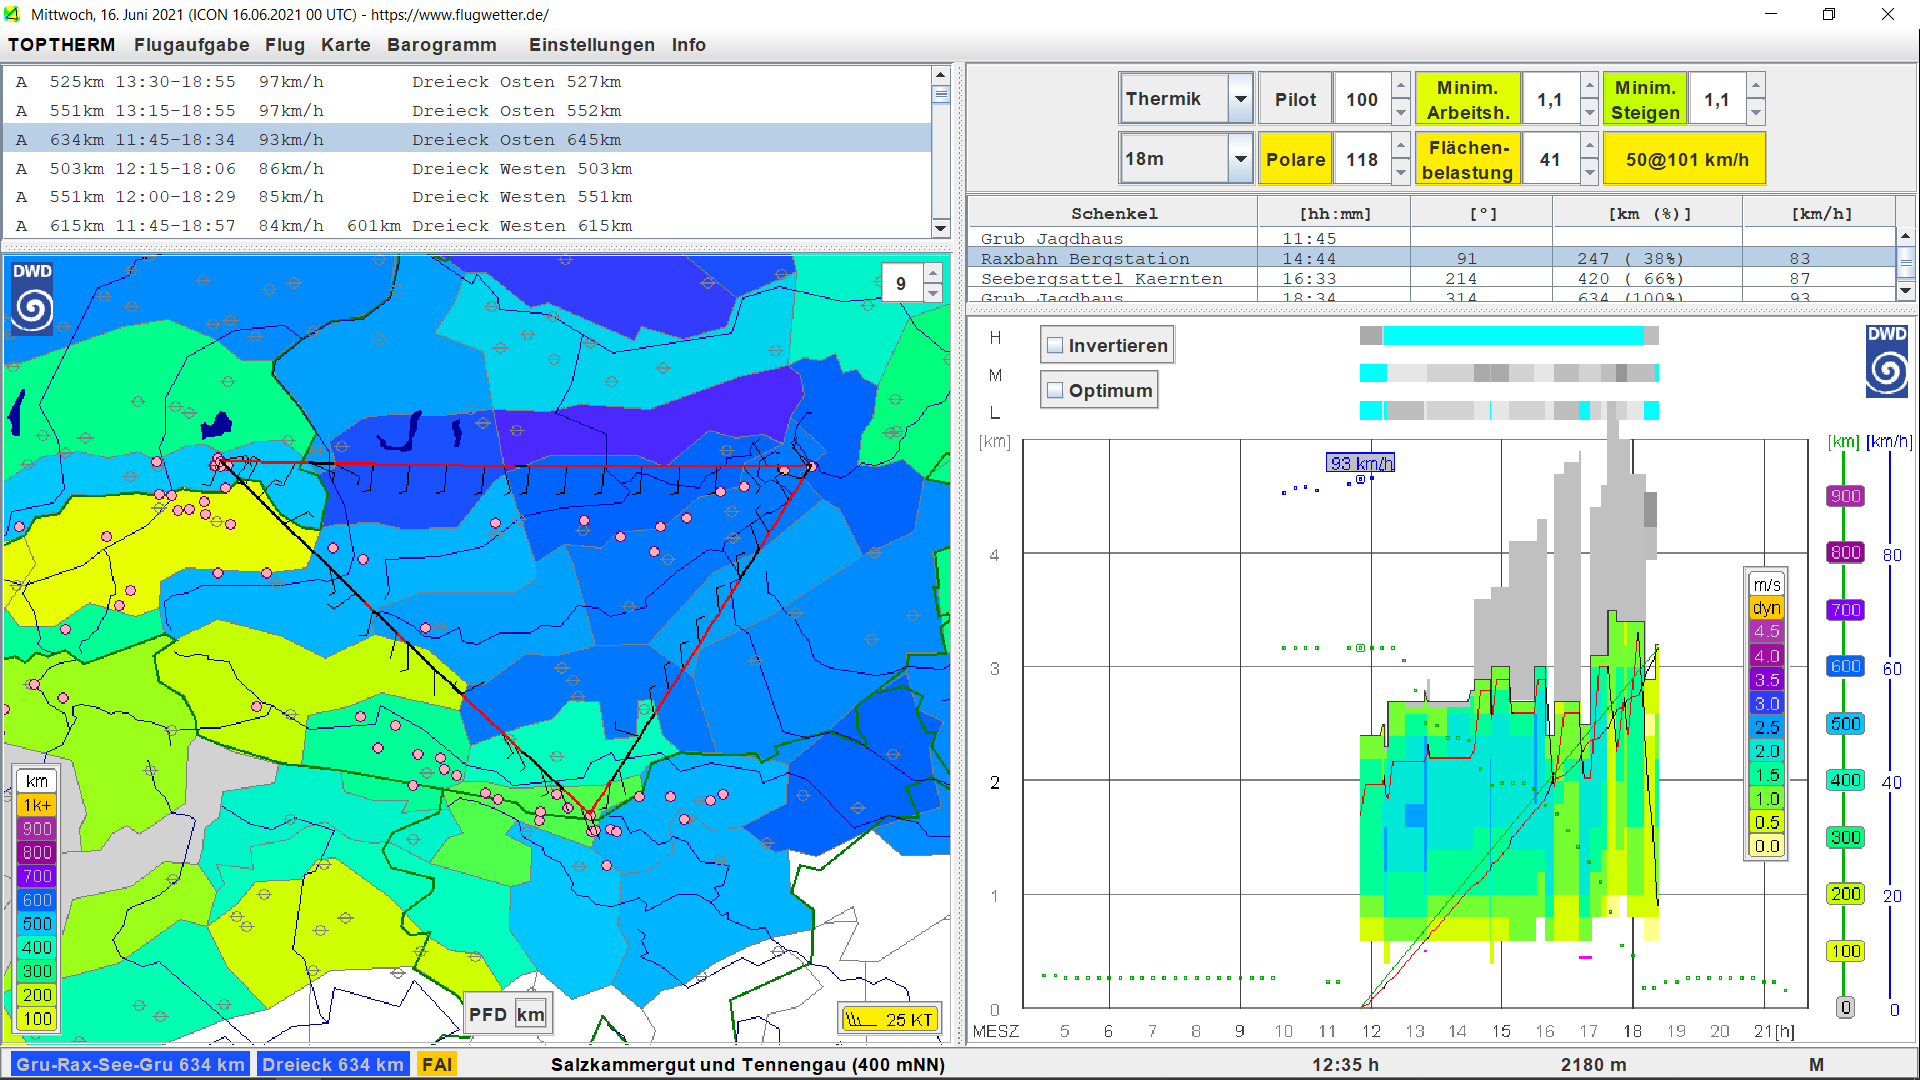 Mittwoch, 16. Juni 2021 (ICON 16.06.2021 00 UTC) - https://www.flugwetter.de/
TOPTHERM Flugaufgabe Flug Karte Barogramm Einstellungen Info
A 525km 13:30-18:55 97km/h Dreieck Osten 527km
A 551km 13:15-18:55 97km/h Dreieck Osten 552km
A 634km 11:45-18:34 93km/h Dreieck Osten 645km
A 503km 12:15-18:06 86km/h Dreieck Westen 503km
A 551km 12:00-18:29 85km/h Dreieck Westen 551km
A 615km 11:45-18:57 84km/h 601km Dreieck Westen 615km
DWD
9
km
1k+
900
800
700
600
500
400
300
200
100
PFD km
25 KT
Thermik Pilot 100 Minim. Arbeitsh. 1,1 Minim. Steigen 1,1
18m Polare 118 Flächen-belastung 41 50@101 km/h
Schenkel [hh:mm] [°] [km (%)] [km/h]
Grub Jagdhaus 11:45
Raxbahn Bergstation 14:44 91 247 ( 38%) 83
Seebergsattel Kaernten 16:33 214 420 ( 66%) 87
Grub Jagdhaus 18:34 314 634 (100%) 93
H Invertieren DWD
M Optimum
L
[km] [km] [km/h]
93 km/h
4
3
2
1
0
m/s
dyn
4.5
4.0
3.5
3.0
2.5
2.0
1.5
1.0
0.5
0.0
900
800
700
600
500
400
300
200
100
0
80
60
40
20
0
MESZ 5 6 7 8 9 10 11 12 13 14 15 16 17 18 19 20 21[h]
Gru-Rax-See-Gru 634 km Dreieck 634 km FAI Salzkammergut und Tennengau (400 mNN) 12:35 h 2180 m M